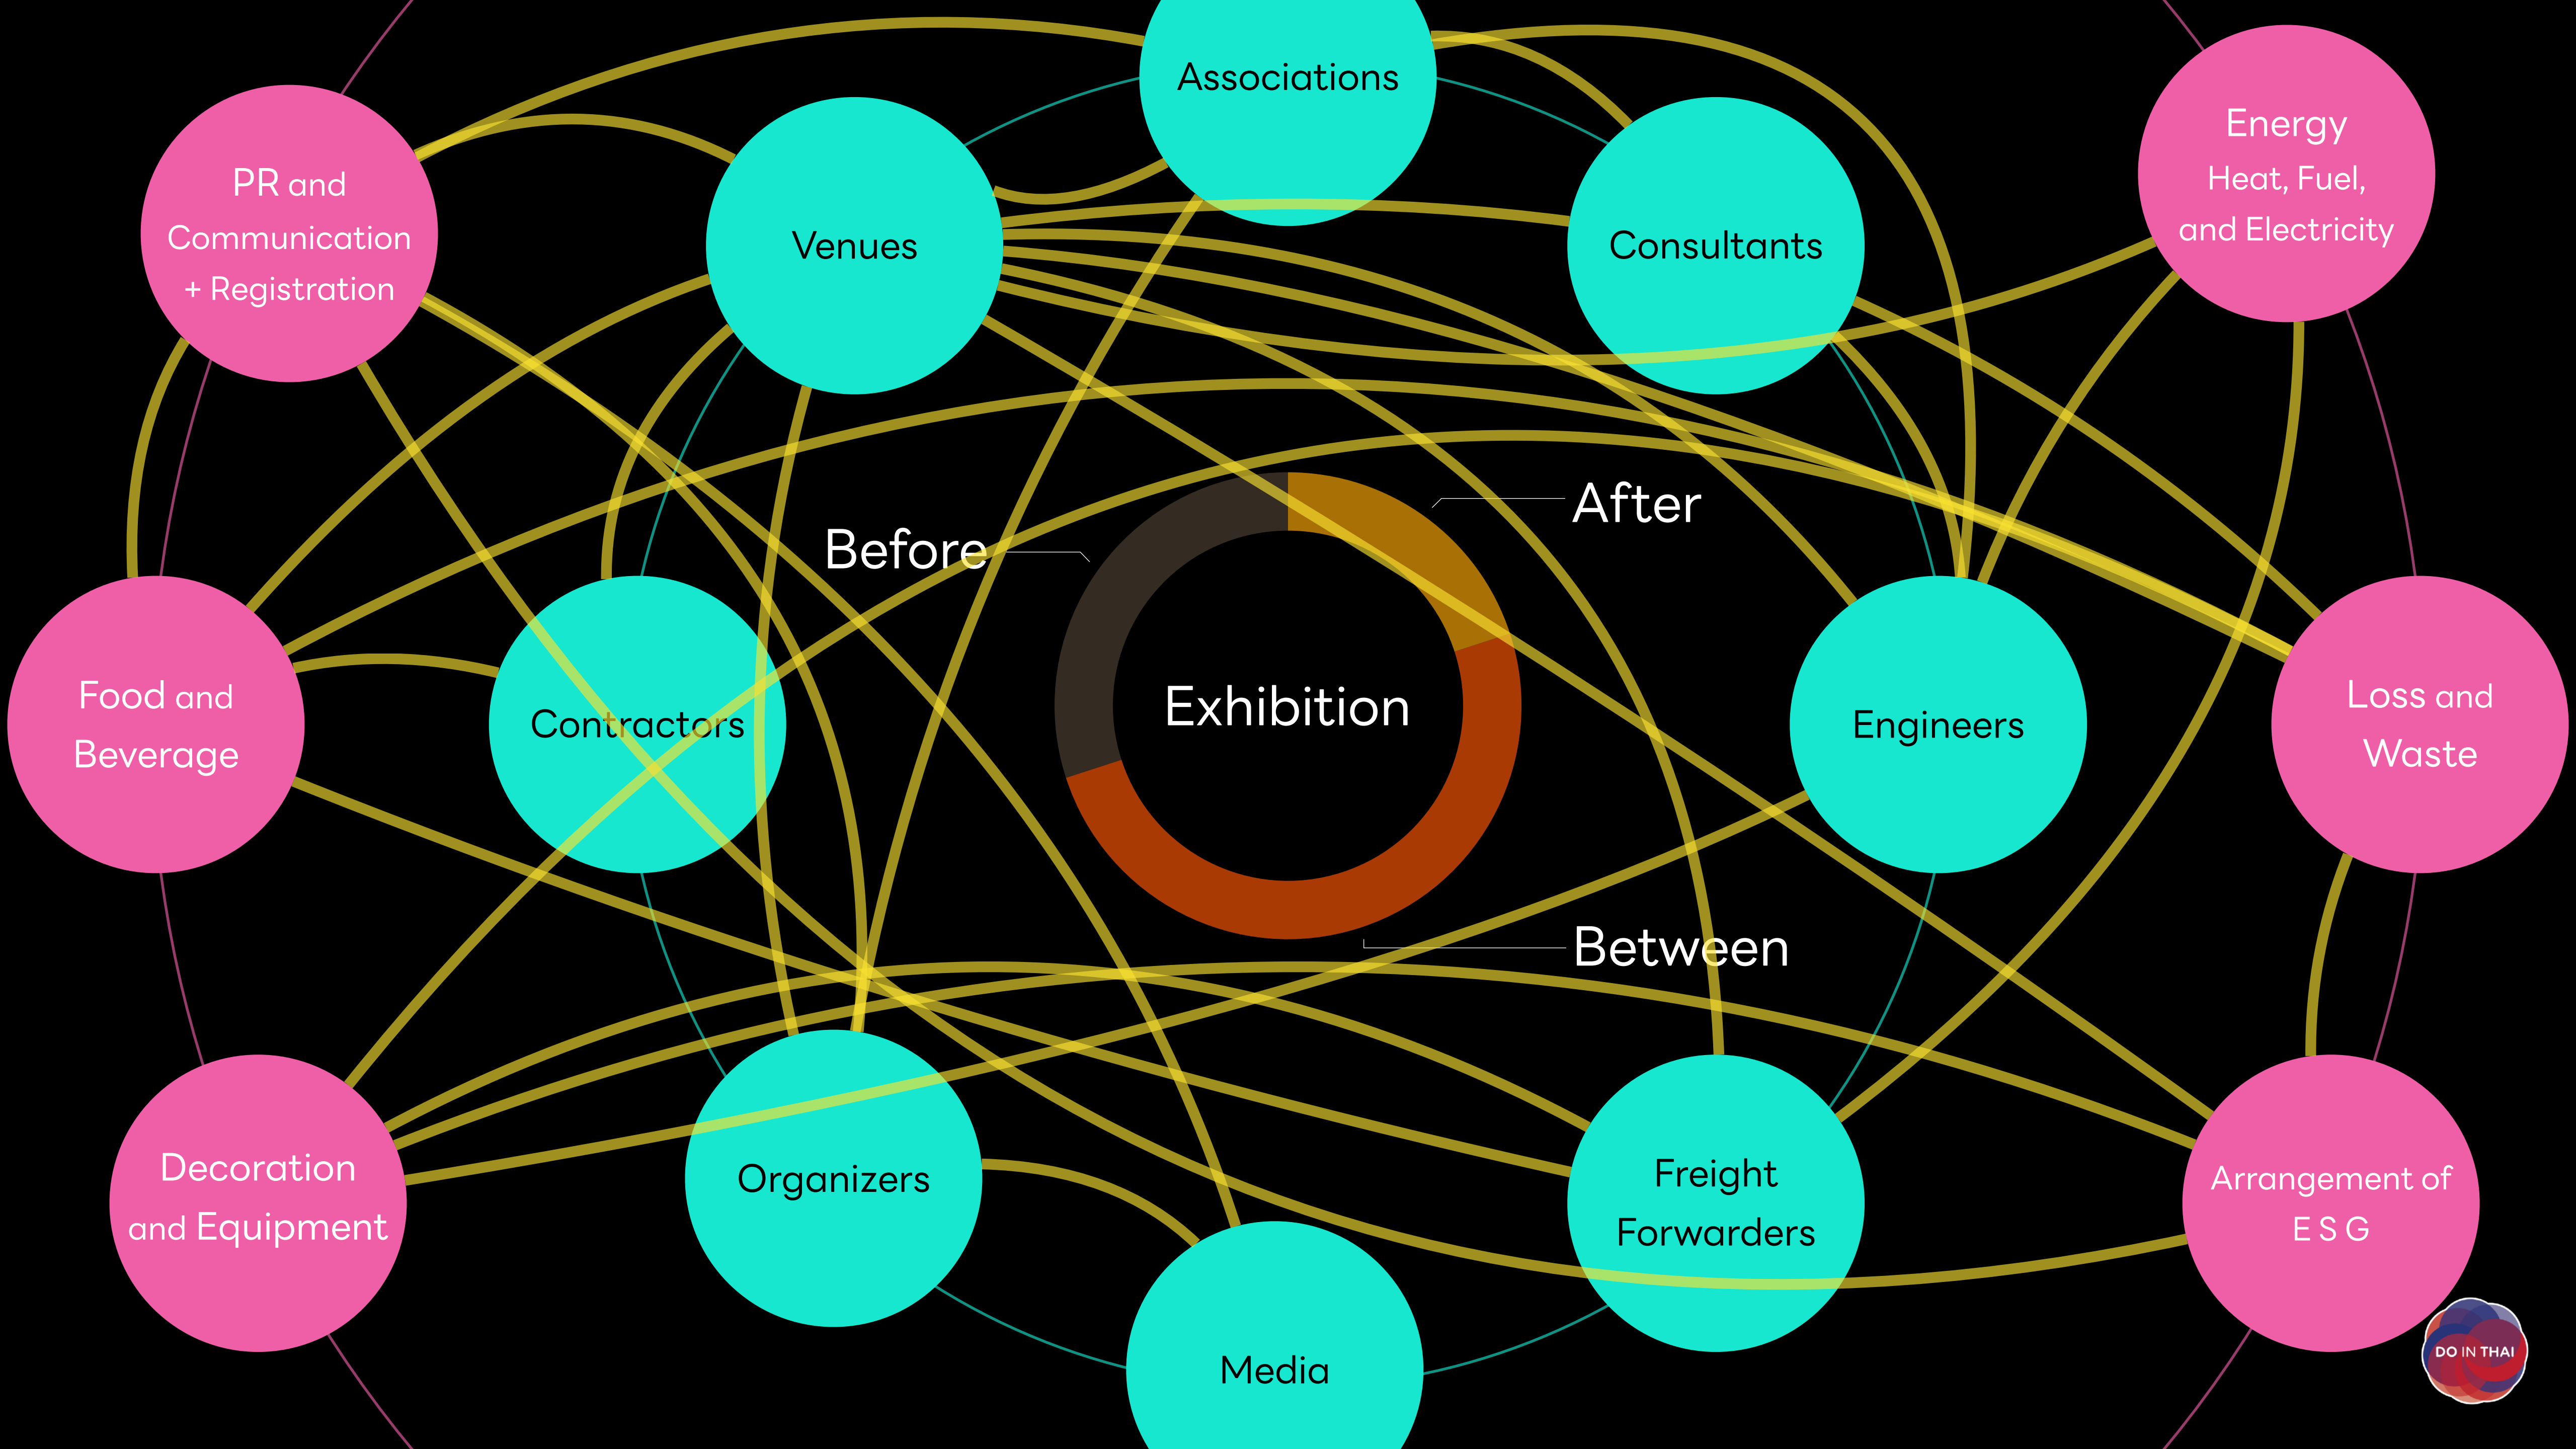 Associations
Energy
Heat, Fuel,
and Electricity
PR and
Communication
+ Registration
Venues
Consultants
After
Before
Food and
Beverage
Contractors
Exhibition
Engineers
Loss and
Waste
Between
Decoration
and Equipment
Organizers
Freight
Forwarders
Arrangement of
E S G
Media
DO IN THAI